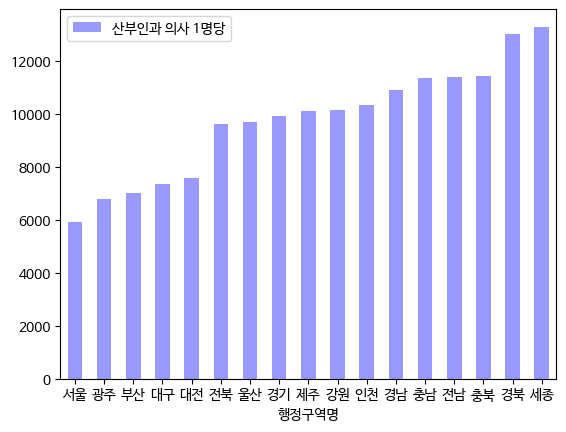 산부인과 의사 1명당
12000
10000
8000
6000
4000
2000
0
서울 광주 부산 대구 대전 전북 울산 경기 제주 강원 인천 경남 충남 전남 충북 경북 세종
행정구역명